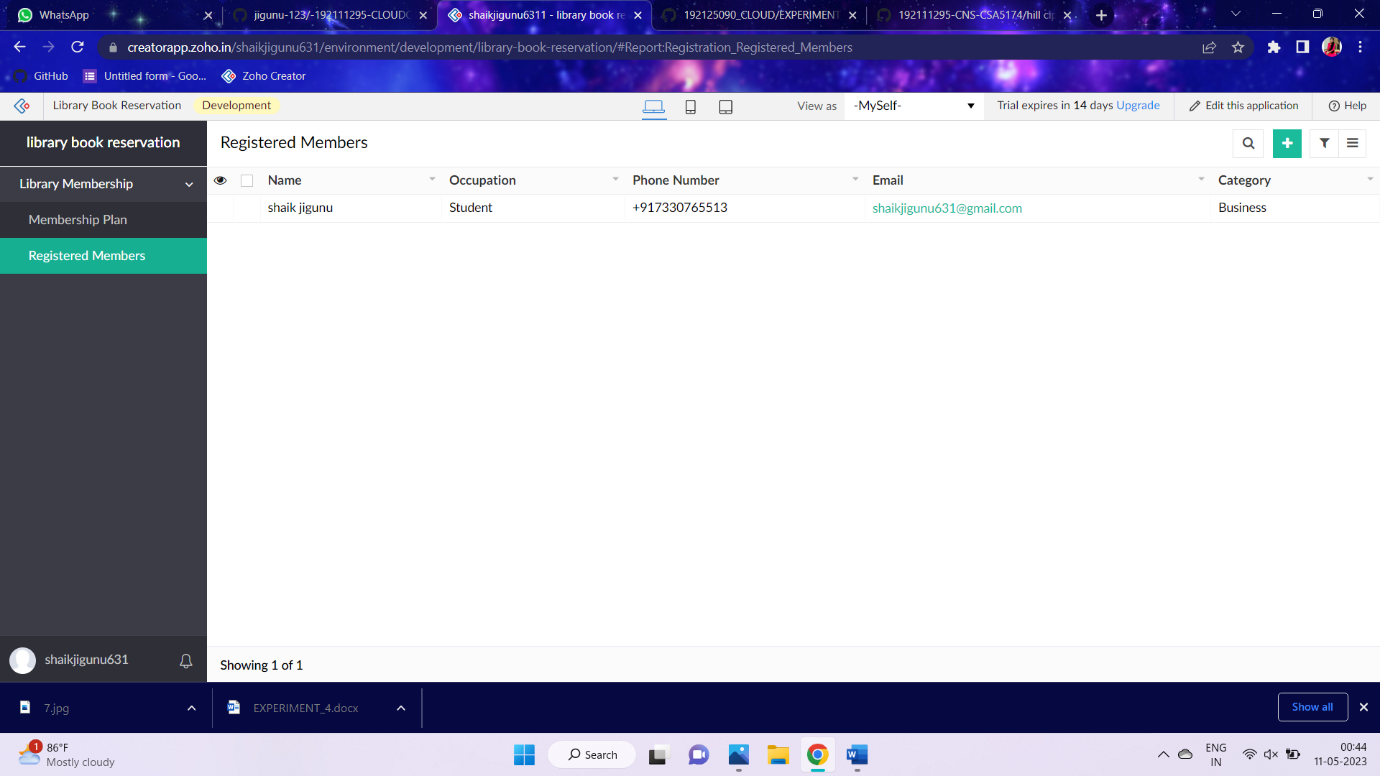 WhatsApp
jigunu-123/-192111295-CLOUDC
shaikjigunu6311 - library book re
192125090_CLOUD/EXPERIMENT
192111295-CNS-CSA5174/hill cip
creatorapp.zoho.in/shaikjigunu631/environment/development/library-book-reservation/#Report:Registration_Registered_Members
GitHub
Untitled form - Goo...
Zoho Creator
Library Book Reservation
Development
View as
-MySelf-
Trial expires in 14 days Upgrade
Edit this application
Help
library book reservation
Library Membership
Membership Plan
Registered Members
Registered Members
Name Occupation Phone Number Email Category
shaik jigunu Student +917330765513 shaikjigunu631@gmail.com Business
shaikjigunu631
Showing 1 of 1
7.jpg
EXPERIMENT_4.docx
Show all
1
86°F
Mostly cloudy
Search
ENG
IN
00:44
11-05-2023